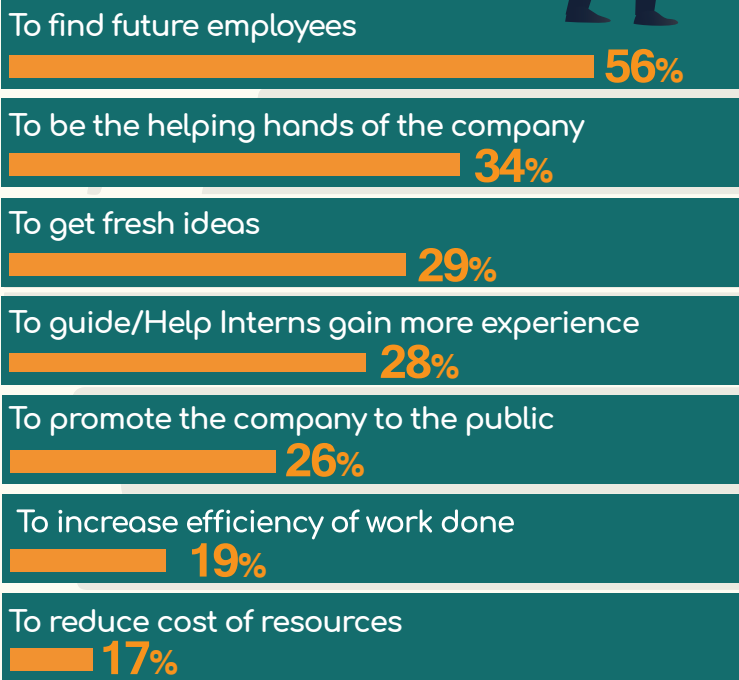 To find future employees
56%
To be the helping hands of the company
34%
To get fresh ideas
29%
To guide/Help Interns gain more experience
28%
To promote the company to the public
26%
To increase efficiency of work done
19%
To reduce cost of resources
17%